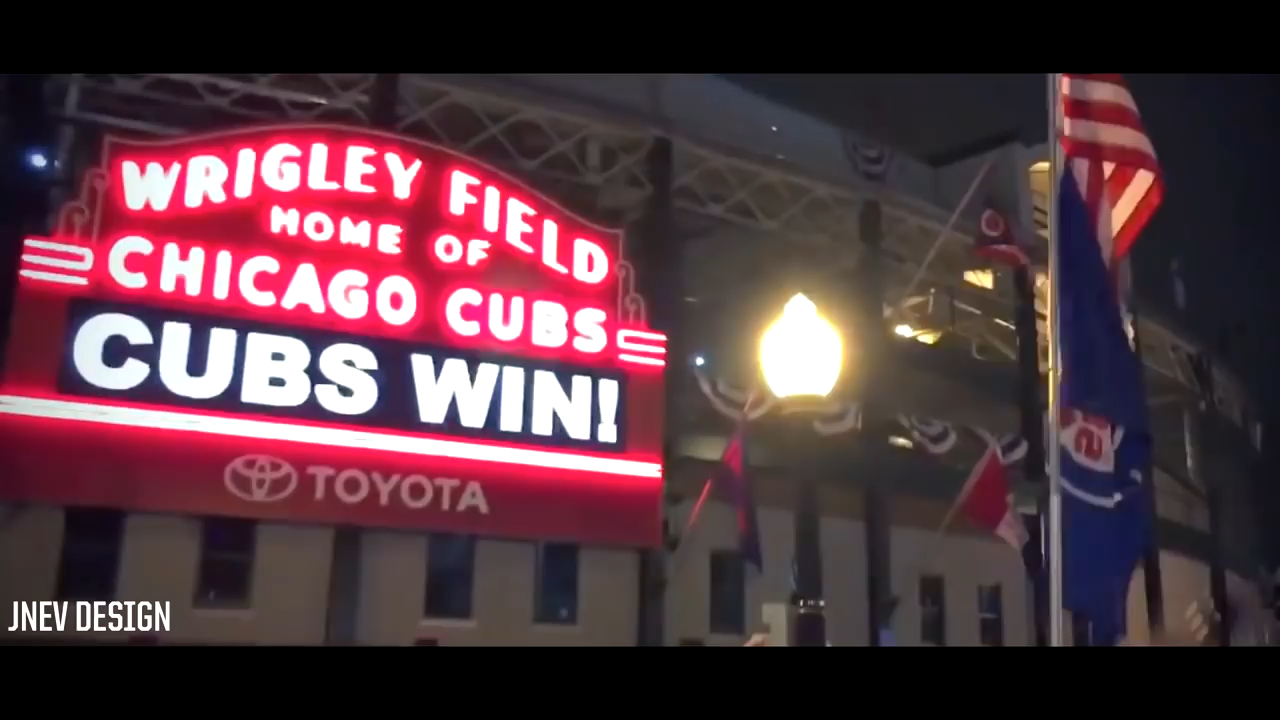 WRIGLEY FIELD
HOME OF
CHICAGO CUBS
CUBS WIN!
TOYOTA
JNEV DESIGN